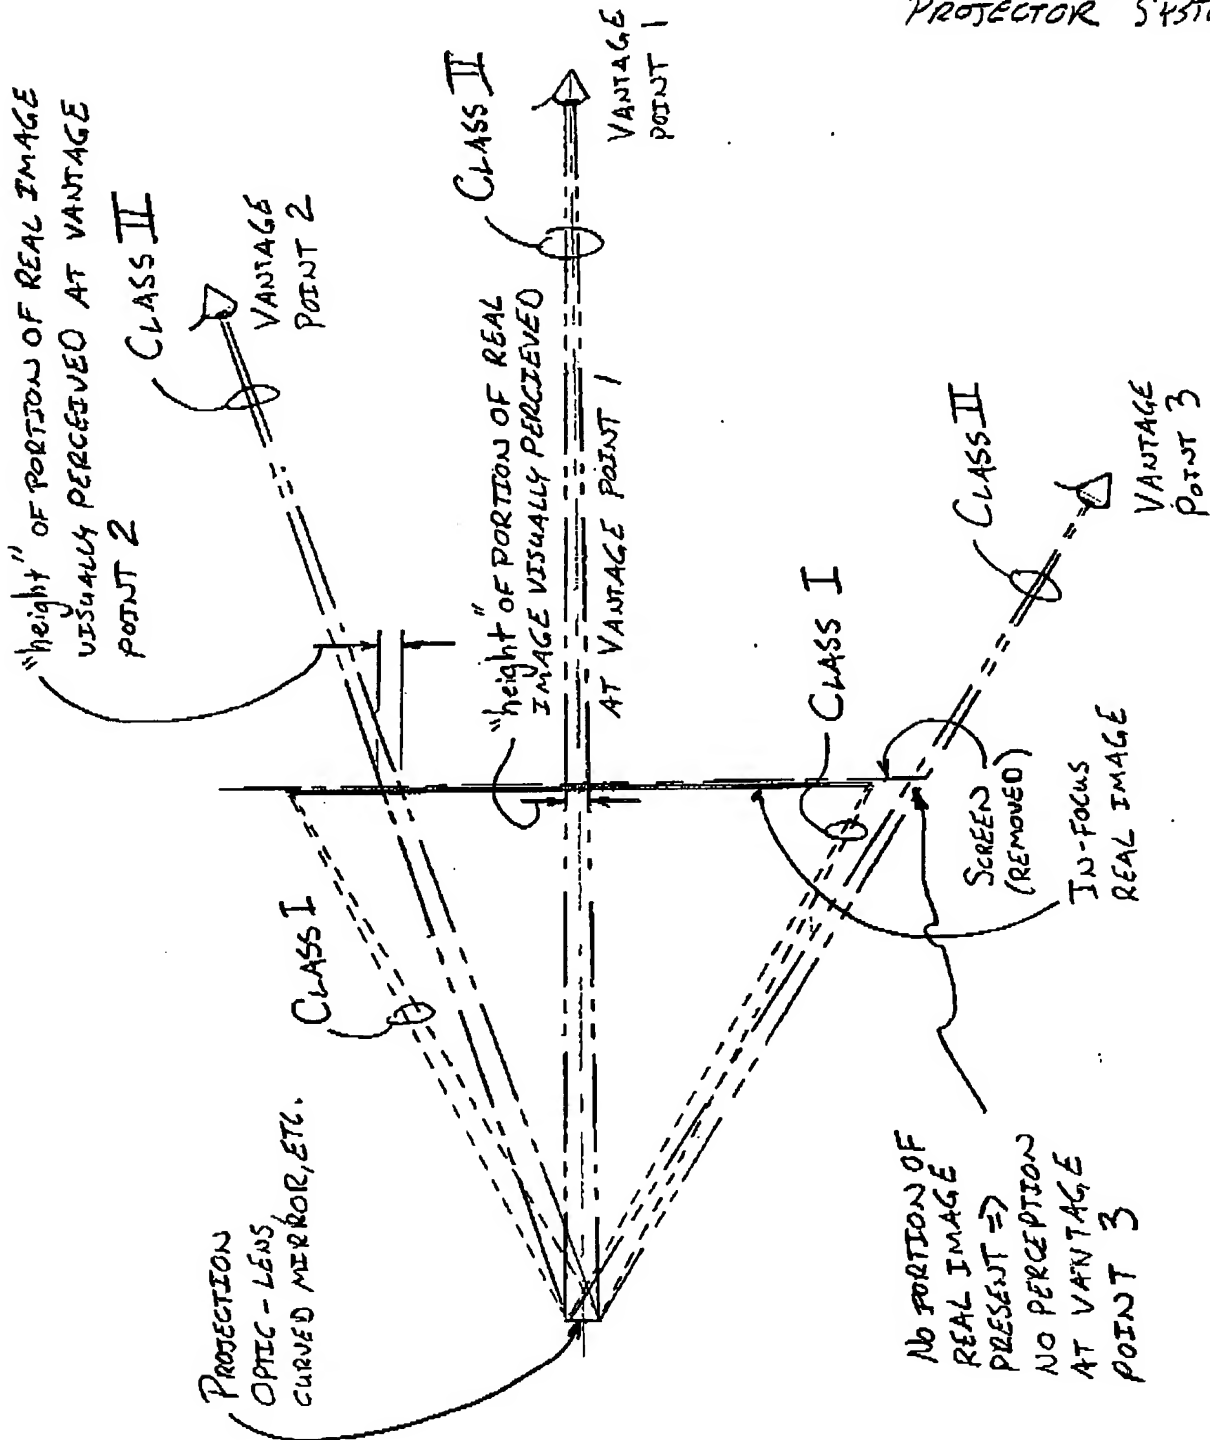 PROJECTOR
"height" OF PORTION OF REAL IMAGE
VISUALLY PERCEIVED AT VANTAGE
POINT 2
CLASS II
VANTAGE
POINT 2
CLASS II
VANTAGE
POINT 1
"height" OF PORTION OF REAL
IMAGE VISUALLY PERCIEVED
AT VANTAGE POINT 1
CLASS I
CLASS I
CLASS II
VANTAGE
POINT 3
SCREEN
(REMOVED)
IN-FOCUS
REAL IMAGE
PROJECTION
OPTIC - LENS,
CURVED MIRROR, ETC.
NO PORTION OF
REAL IMAGE
PRESENT =>
NO PERCEPTION
AT VANTAGE
POINT 3